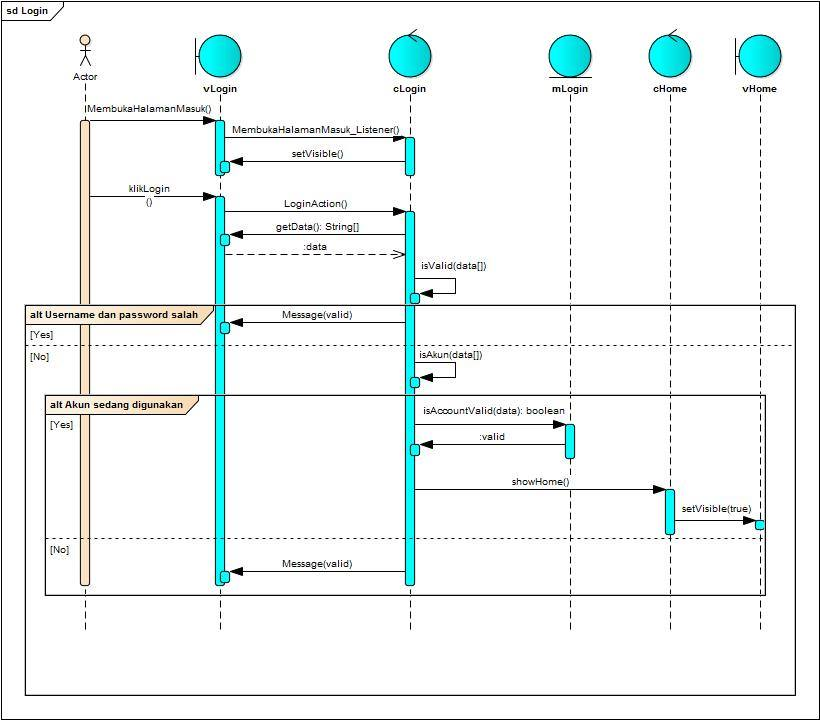 sd Login
Actor
vLogin
cLogin
mLogin
cHome
vHome
MembukaHalamanMasuk()
MembukaHalamanMasuk_Listener()
setVisible()
klikLogin
()
LoginAction()
getData(): String[]
:data
isValid(data[])
alt Username dan password salah
Message(valid)
[Yes]
[No]
isAkun(data[])
alt Akun sedang digunakan
isAccountValid(data): boolean
[Yes]
:valid
showHome()
setVisible(true)
[No]
Message(valid)